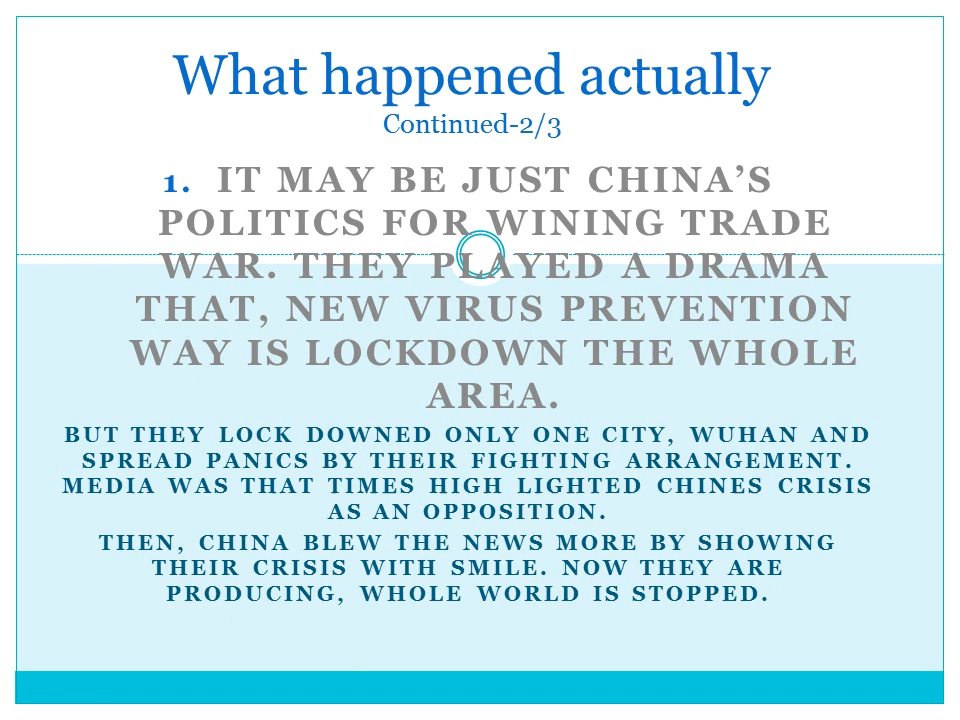 What happened actually
Continued-2/3
1. IT MAY BE JUST CHINA'S
POLITICS FOR WINING TRADE
WAR. THEY PLAYED A DRAMA
THAT, NEW VIRUS PREVENTION
WAY IS LOCKDOWN THE WHOLE
AREA.
BUT THEY LOCK DOWNED ONLY ONE CITY, WUHAN AND
SPREAD PANICS BY THEIR FIGHTING ARRANGEMENT.
MEDIA WAS THAT TIMES HIGH LIGHTED CHINES CRISIS
AS AN OPPOSITION.
THEN, CHINA BLEW THE NEWS MORE BY SHOWING
THEIR CRISIS WITH SMILE. NOW THEY ARE
PRODUCING, WHOLE WORLD IS STOPPED.